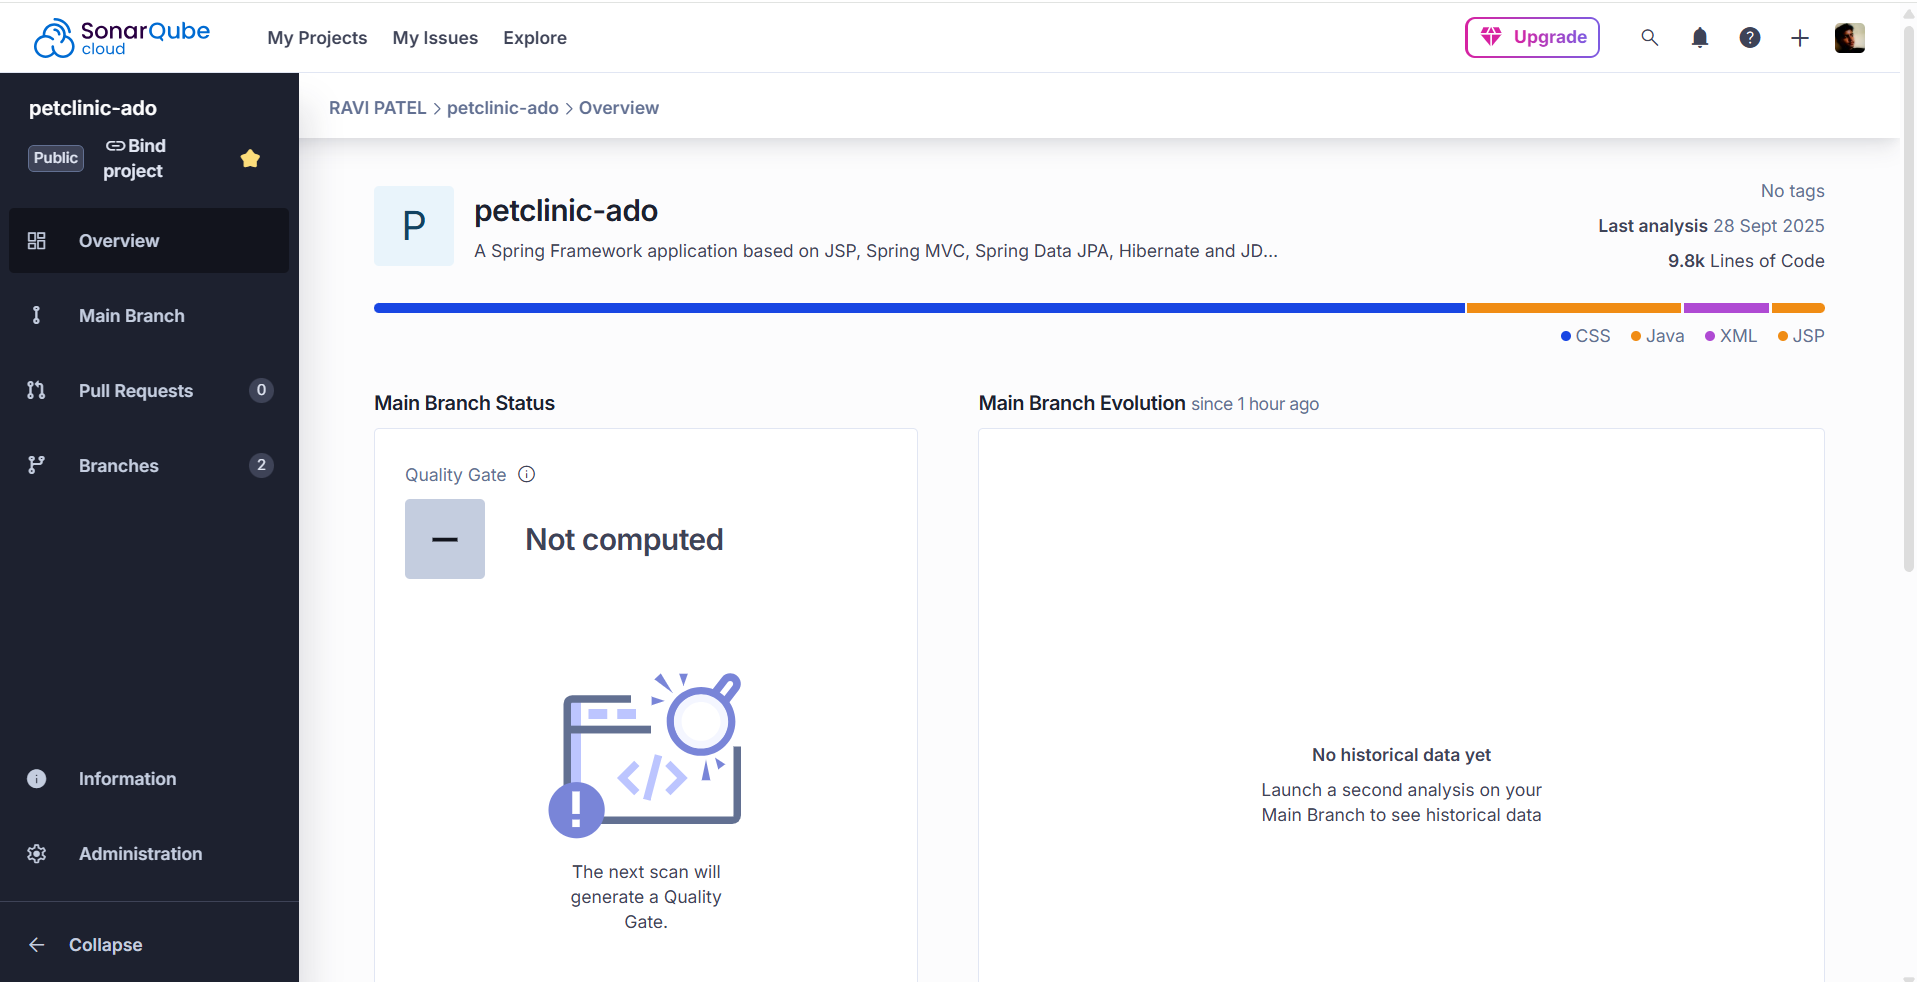 SonarQube
cloud
My Projects
My Issues
Explore
Upgrade
petclinic-ado
Public
Bind
project
Overview
Main Branch
Pull Requests
0
Branches
2
Information
Administration
Collapse
RAVI PATEL > petclinic-ado > Overview
P
petclinic-ado
A Spring Framework application based on JSP, Spring MVC, Spring Data JPA, Hibernate and JD...
No tags
Last analysis 28 Sept 2025
9.8k Lines of Code
CSS
Java
XML
JSP
Main Branch Status
Quality Gate
Not computed
The next scan will
generate a Quality
Gate.
Main Branch Evolution since 1 hour ago
No historical data yet
Launch a second analysis on your
Main Branch to see historical data